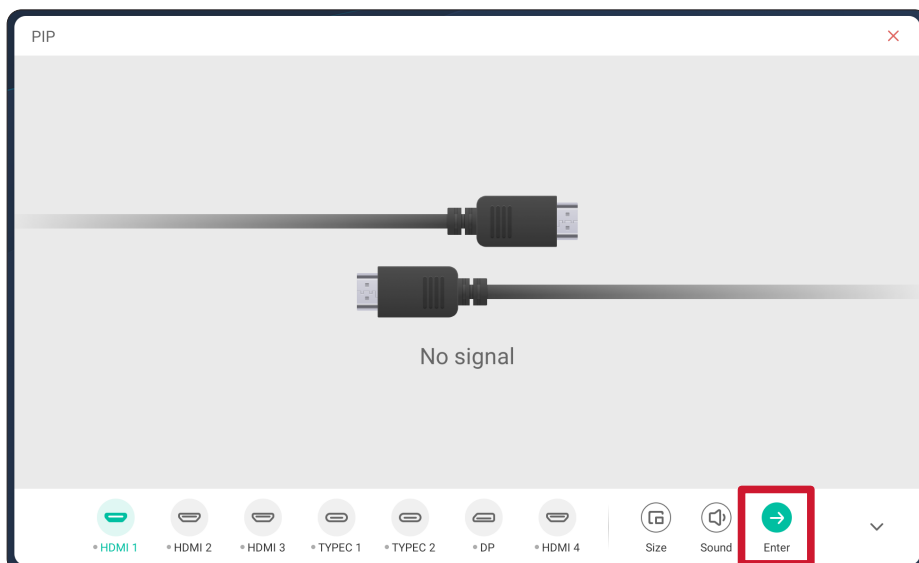 PIP
No signal
HDMI 1 HDMI 2 HDMI 3 TYPEC 1 TYPEC 2 DP HDMI 4 Size Sound Enter